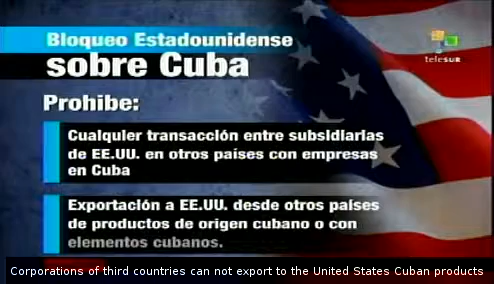 Bloqueo Estadounidense
sobre Cuba
teleSUR
Prohibe:
Cualquier transacción entre subsidiarias
de EE.UU. en otros países con empresas
en Cuba
Exportación a EE.UU. desde otros países
de productos de origen cubano o con
elementos cubanos.
Corporations of third countries can not export to the United States Cuban products